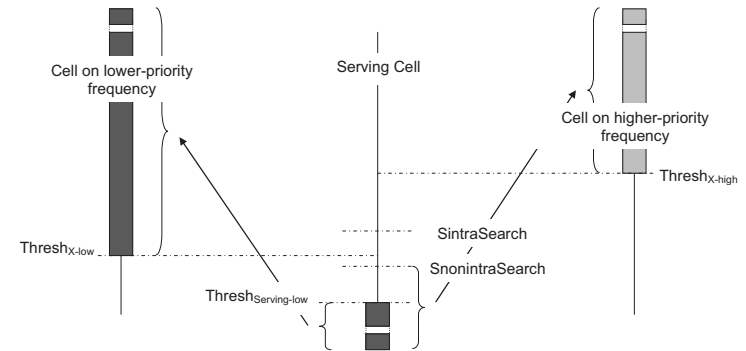 Cell on lower-priority
frequency
Serving Cell
Cell on higher-priority
frequency
ThreshX-high
SintraSearch
ThreshX-low
SnonintraSearch
ThreshServing-low